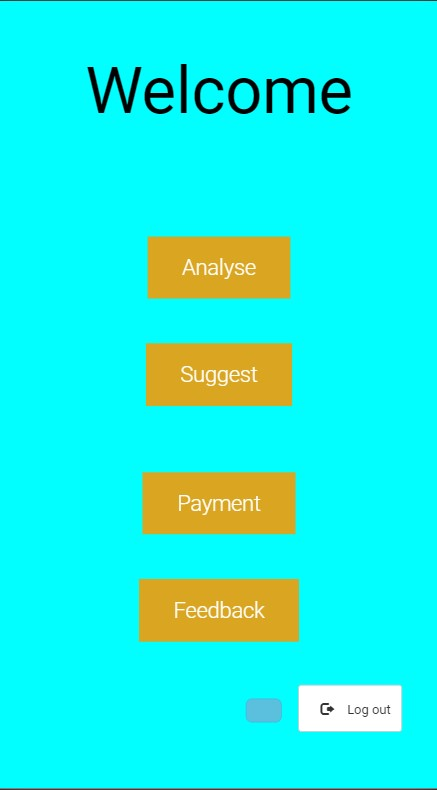 Welcome
Analyse
Suggest
Payment
Feedback
Log out